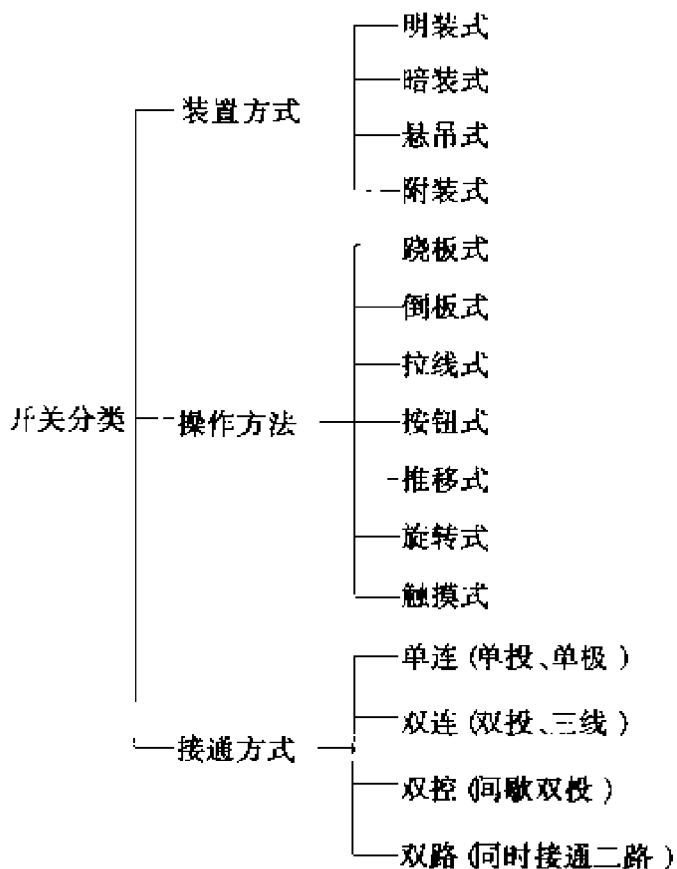 明装式
暗装式
装置方式
悬吊式
附装式
跷板式
倒板式
拉线式
开关分类
操作方法
按钮式
推移式
旋转式
触摸式
单连(单投、单极)
双连(双投、三线)
接通方式
双控(间歇双投)
双路(同时接通二路)